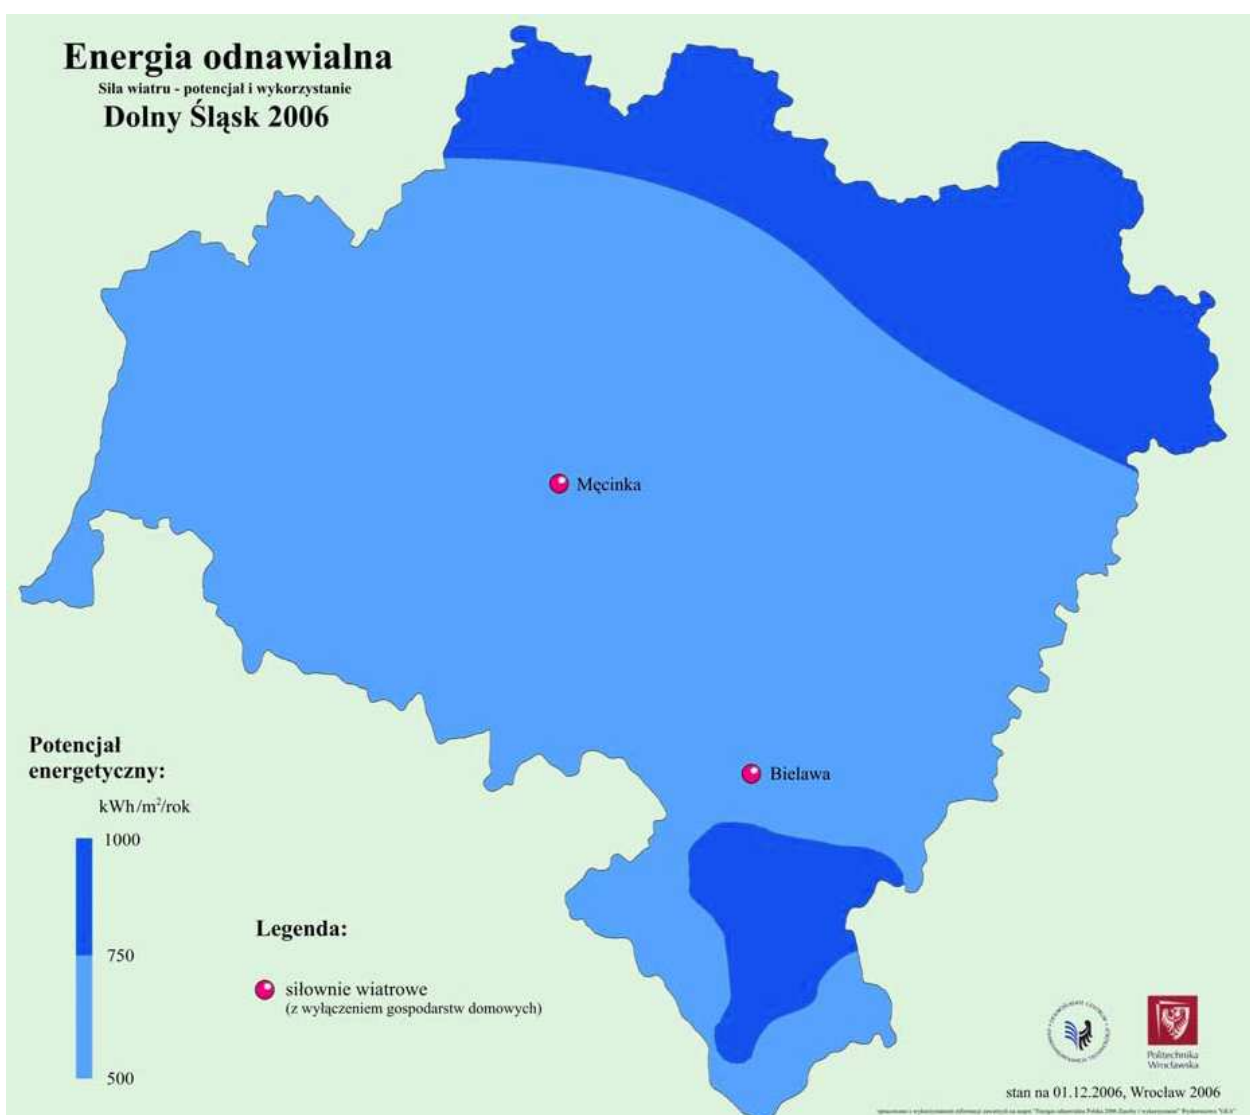 Energia odnawialna
Siła wiatru - potencjał i wykorzystanie
Dolny Śląsk 2006
Męcinka
Bielawa
Potencjał
energetyczny:
kWh/m²/rok
1000
750
500
Legenda:
siłownie wiatrowe
(z wyłączeniem gospodarstw domowych)
Politechnika
Wrocławska
stan na 01.12.2006, Wrocław 2006